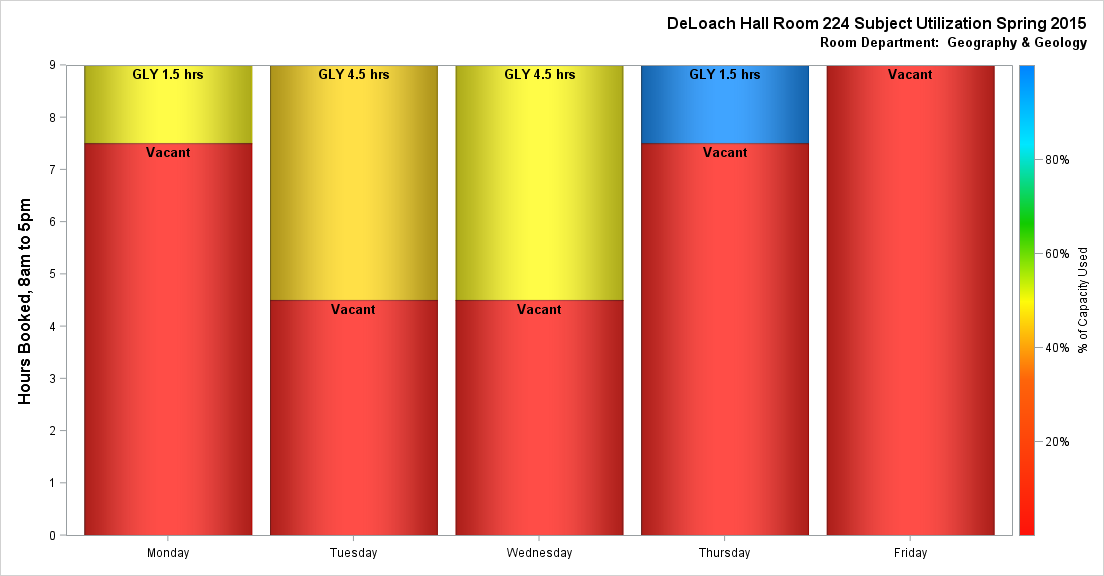 DeLoach Hall Room 224 Subject Utilization Spring 2015
Room Department: Geography & Geology
Hours Booked, 8am to 5pm
9
8
7
6
5
4
3
2
1
0
GLY 1.5 hrs
Vacant
GLY 4.5 hrs
Vacant
GLY 4.5 hrs
Vacant
GLY 1.5 hrs
Vacant
Vacant
Monday
Tuesday
Wednesday
Thursday
Friday
80%
60%
40%
20%
% of Capacity Used